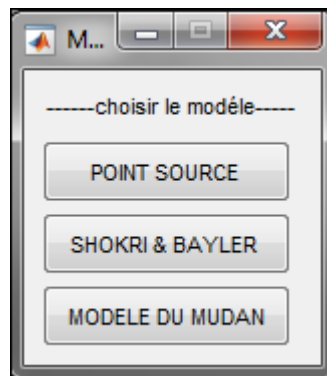 M...
------choisir le modéle-----
POINT SOURCE
SHOKRI & BAYLER
MODELE DU MUDAN